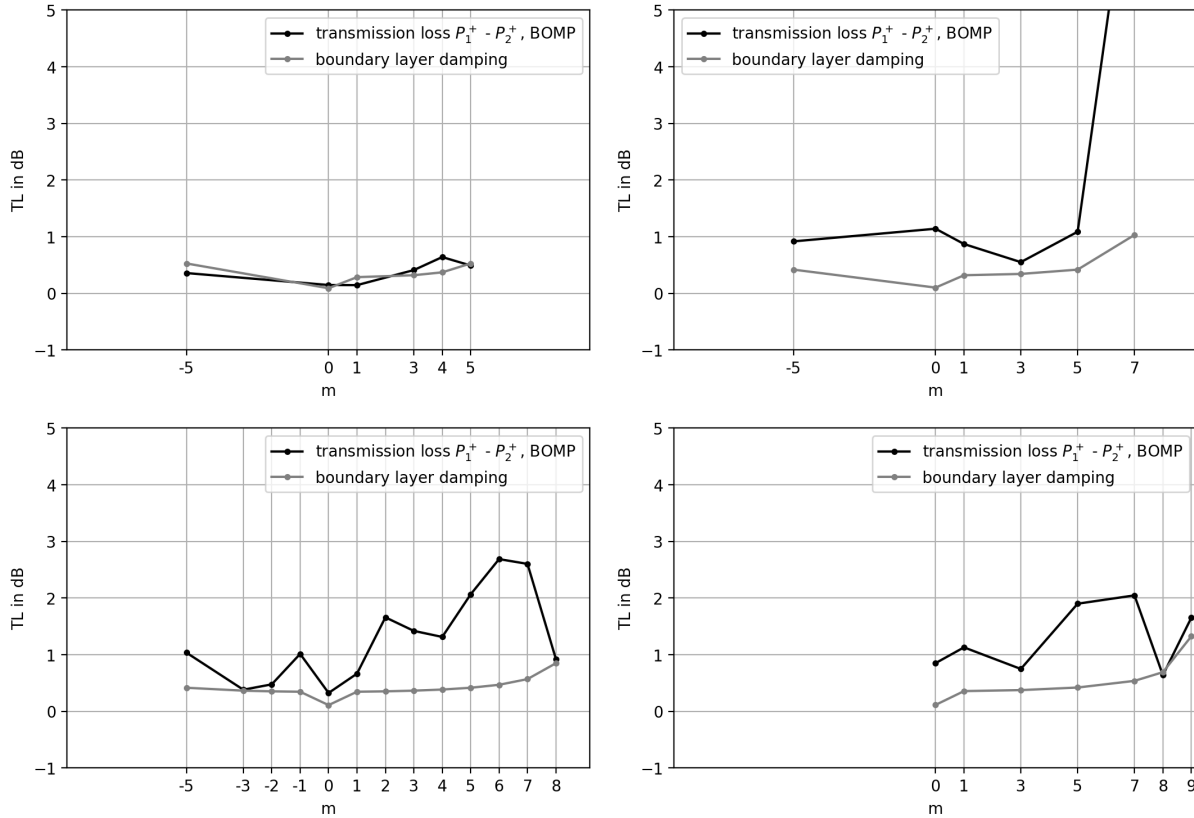 transmission loss P₁⁺ - P₂⁺, BOMP
boundary layer damping
5
4
3
2
1
0
−1
TL in dB
-5 0 1 3 4 5
m
transmission loss P₁⁺ - P₂⁺, BOMP
boundary layer damping
5
4
3
2
1
0
−1
TL in dB
-5 0 1 3 5 7
m
transmission loss P₁⁺ - P₂⁺, BOMP
boundary layer damping
5
4
3
2
1
0
−1
TL in dB
-5 -3 -2 -1 0 1 2 3 4 5 6 7 8
m
transmission loss P₁⁺ - P₂⁺, BOMP
boundary layer damping
5
4
3
2
1
0
−1
TL in dB
0 1 3 5 7 8 9
m